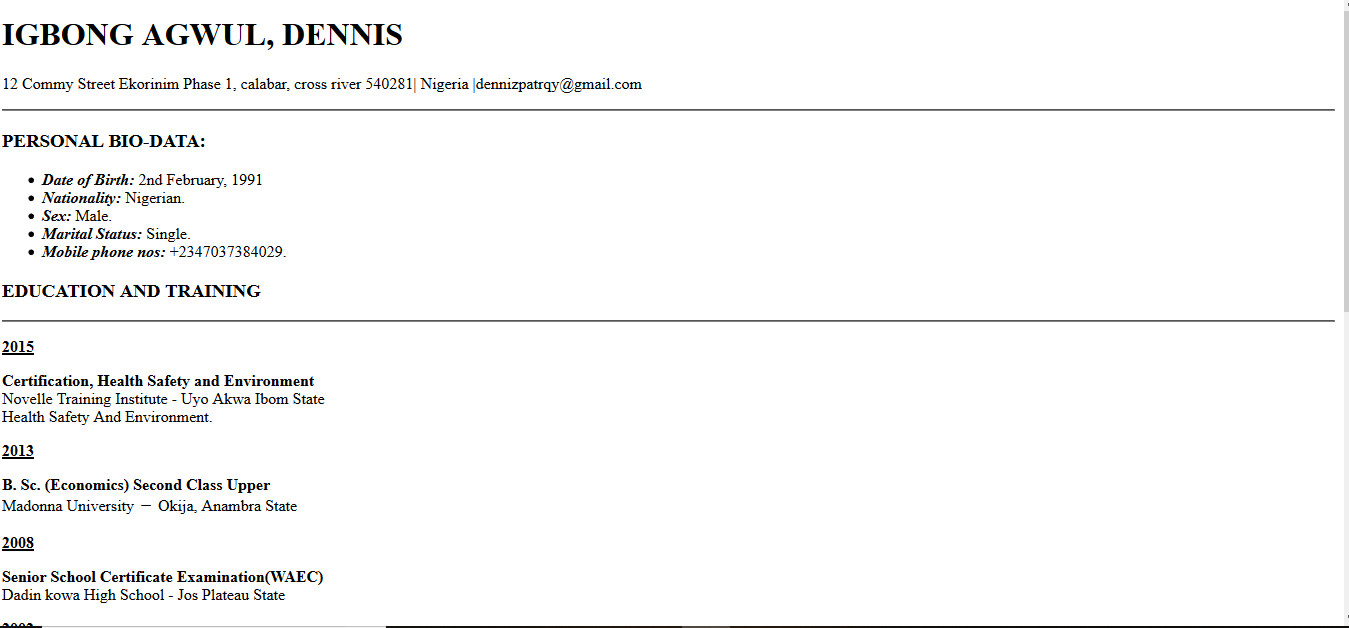 IGBONG AGWUL, DENNIS
12 Commy Street Ekorinim Phase 1, calabar, cross river 540281| Nigeria |dennizpatrqy@gmail.com
PERSONAL BIO-DATA:
• Date of Birth: 2nd February, 1991
• Nationality: Nigerian.
• Sex: Male.
• Marital Status: Single.
• Mobile phone nos: +2347037384029.
EDUCATION AND TRAINING
2015
Certification, Health Safety and Environment
Novelle Training Institute - Uyo Akwa Ibom State
Health Safety And Environment.
2013
B. Sc. (Economics) Second Class Upper
Madonna University － Okija, Anambra State
2008
Senior School Certificate Examination(WAEC)
Dadin kowa High School - Jos Plateau State